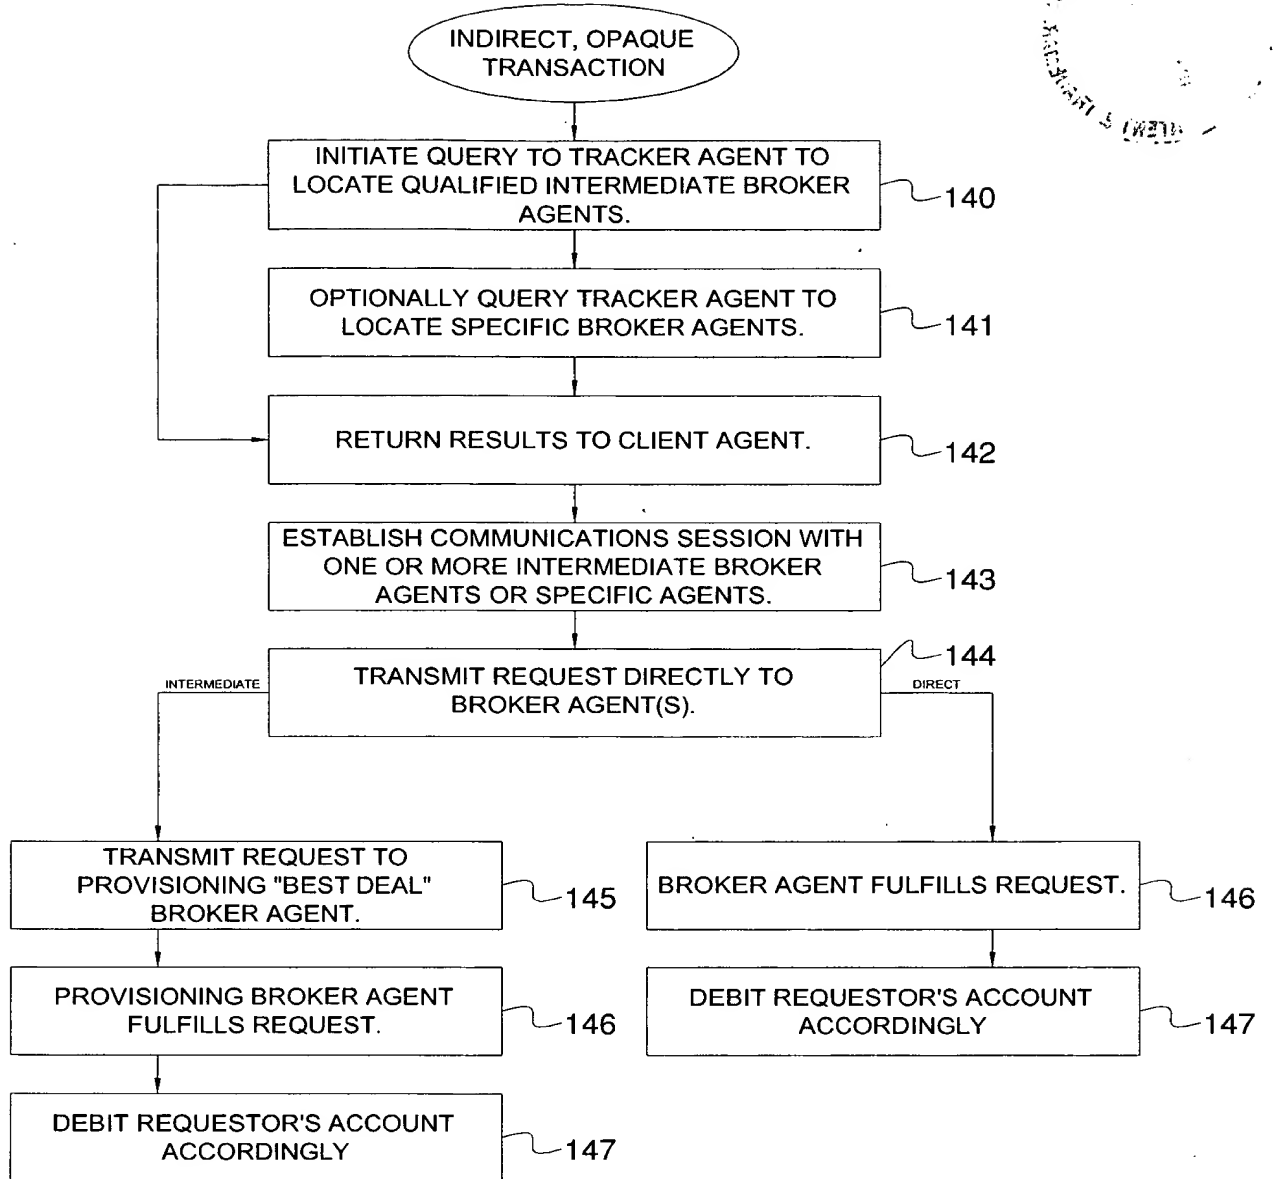 INDIRECT, OPAQUE
TRANSACTION
INITIATE QUERY TO TRACKER AGENT TO
LOCATE QUALIFIED INTERMEDIATE BROKER
AGENTS.
140
OPTIONALLY QUERY TRACKER AGENT TO
LOCATE SPECIFIC BROKER AGENTS.
141
RETURN RESULTS TO CLIENT AGENT.
142
ESTABLISH COMMUNICATIONS SESSION WITH
ONE OR MORE INTERMEDIATE BROKER
AGENTS OR SPECIFIC AGENTS.
143
TRANSMIT REQUEST DIRECTLY TO
BROKER AGENT(S).
144
INTERMEDIATE
DIRECT
TRANSMIT REQUEST TO
PROVISIONING "BEST DEAL"
BROKER AGENT.
145
BROKER AGENT FULFILLS REQUEST.
146
PROVISIONING BROKER AGENT
FULFILLS REQUEST.
146
DEBIT REQUESTOR'S ACCOUNT
ACCORDINGLY
147
DEBIT REQUESTOR'S ACCOUNT
ACCORDINGLY
147